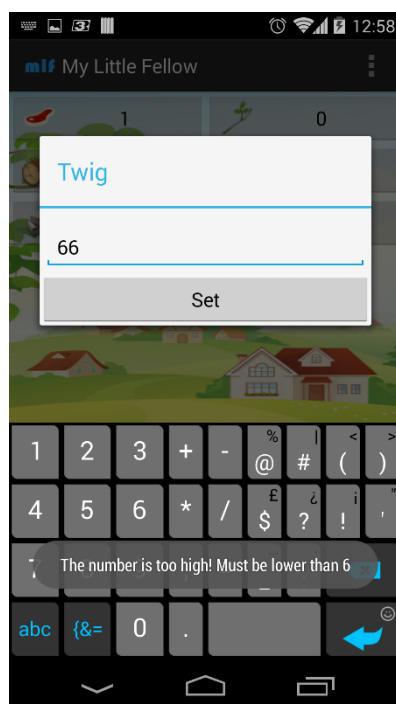 3 12:58
mlf My Little Fellow
1 0
Twig
66
Set
1 2 3 + - % @ | # < ( > )
4 5 6 * / £ $ ¿ ? ¡ ! " '
The number is too high! Must be lower than 6
abc {&= 0 .